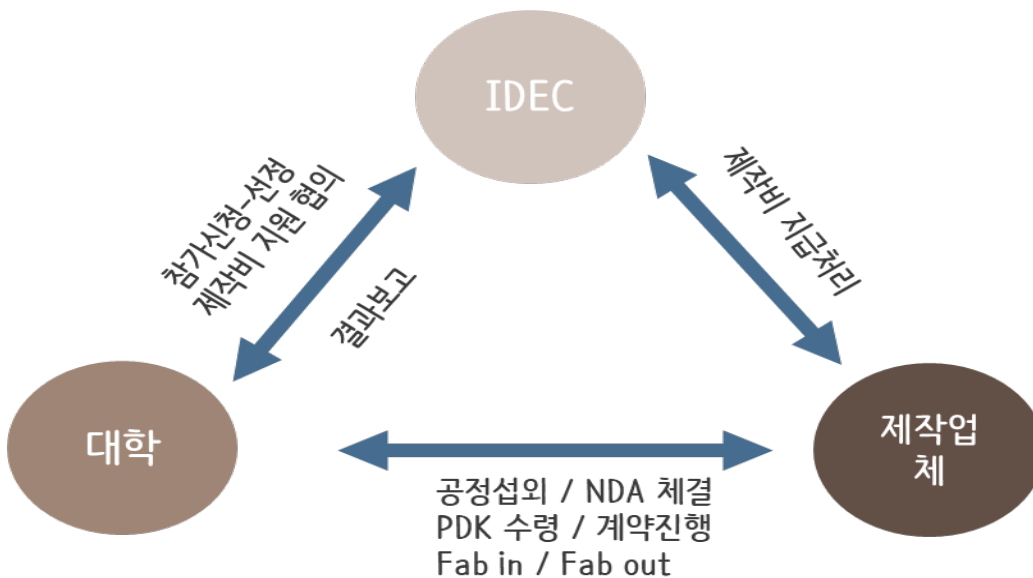 IDEC
참가신청-선정
제작비 지원 협의
결과보고
제작비 지급처리
대학
제작업
체
공정섭외 / NDA 체결
PDK 수령 / 계약진행
Fab in / Fab out